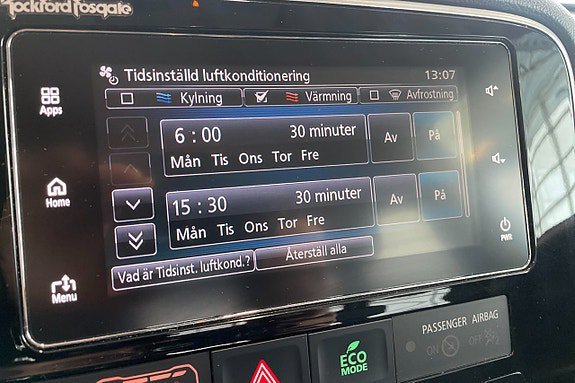 Rockford Fosgate
Tidsinställd luftkonditionering 13:07
Kylning Värmning Avfrostning
6 : 00 30 minuter Av På
Mån Tis Ons Tor Fre
15 : 30 30 minuter Av På
Mån Tis Ons Tor Fre
Vad är Tidsinst. luftkond.? Återställ alla
Apps
Home
Menu
PWR
ECO
MODE
PASSENGER AIRBAG
ON OFF